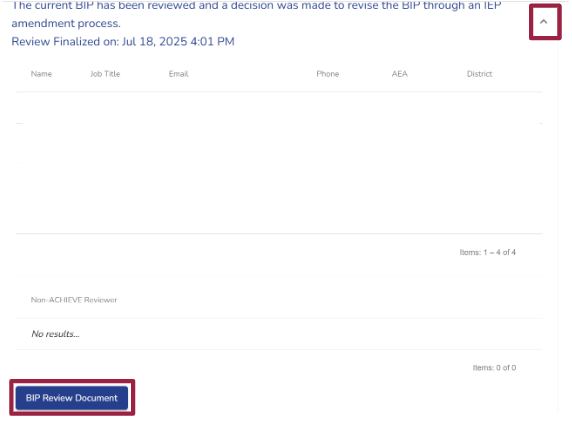 The current BIP has been reviewed and a decision was made to revise the BIP through an IEP
amendment process.
Review Finalized on: Jul 18, 2025 4:01 PM
Name Job Title Email Phone AEA District
Items: 1 – 4 of 4
Non-ACHIEVE Reviewer
No results...
Items: 0 of 0
BIP Review Document